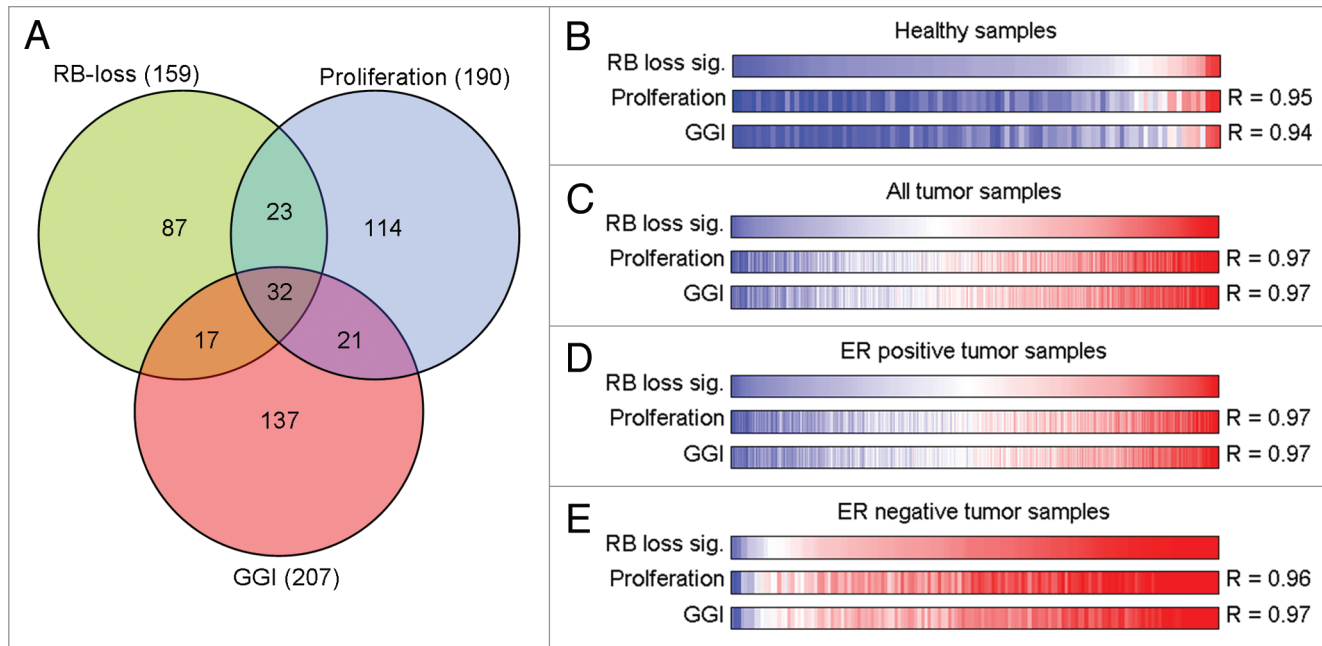 A
RB-loss (159)
Proliferation (190)
87
23
114
32
17
21
137
GGI (207)
B
Healthy samples
RB loss sig.
Prolferation R = 0.95
GGI R = 0.94
C
All tumor samples
RB loss sig.
Proliferation R = 0.97
GGI R = 0.97
D
ER positive tumor samples
RB loss sig.
Prolferation R = 0.97
GGI R = 0.97
E
ER negative tumor samples
RB loss sig.
Prolferation R = 0.96
GGI R = 0.97